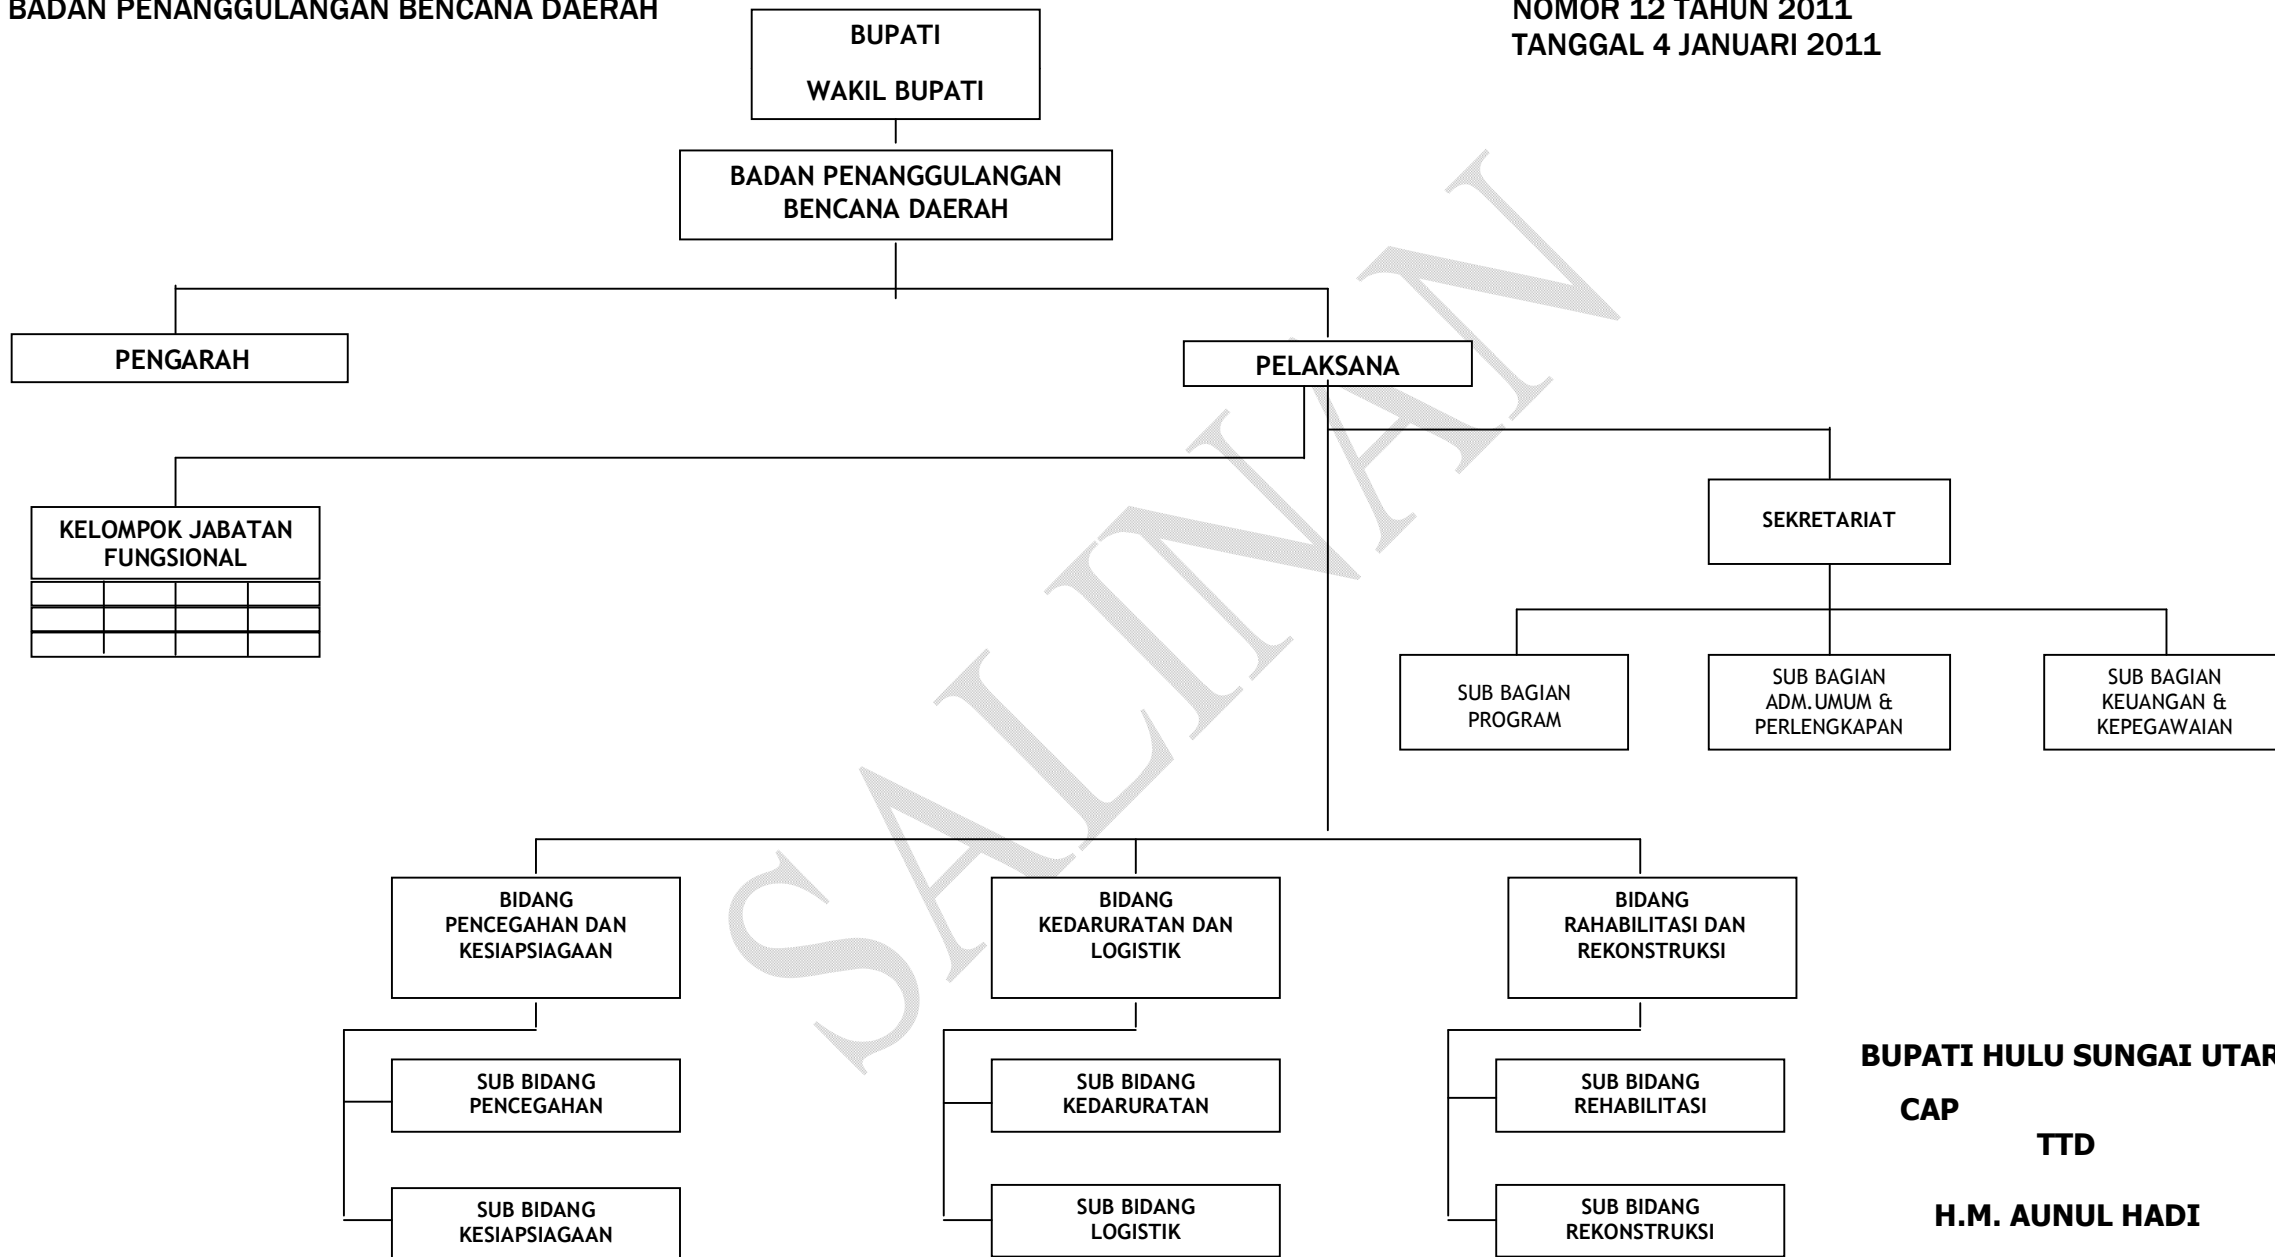 BADAN PENANGGULANGAN BENCANA DAERAH
NOMOR 12 TAHUN 2011
TANGGAL 4 JANUARI 2011
BUPATI
WAKIL BUPATI
BADAN PENANGGULANGAN
BENCANA DAERAH
PENGARAH
PELAKSANA
KELOMPOK JABATAN
FUNGSIONAL
SEKRETARIAT
SUB BAGIAN
PROGRAM
SUB BAGIAN
ADM.UMUM &
PERLENGKAPAN
SUB BAGIAN
KEUANGAN &
KEPEGAWAIAN
BIDANG
PENCEGAHAN DAN
KESIAPSIAGAAN
BIDANG
KEDARURATAN DAN
LOGISTIK
BIDANG
RAHABILITASI DAN
REKONSTRUKSI
SUB BIDANG
PENCEGAHAN
SUB BIDANG
KEDARURATAN
SUB BIDANG
REHABILITASI
SUB BIDANG
KESIAPSIAGAAN
SUB BIDANG
LOGISTIK
SUB BIDANG
REKONSTRUKSI
BUPATI HULU SUNGAI UTAR
CAP
TTD
H.M. AUNUL HADI
SALINAN